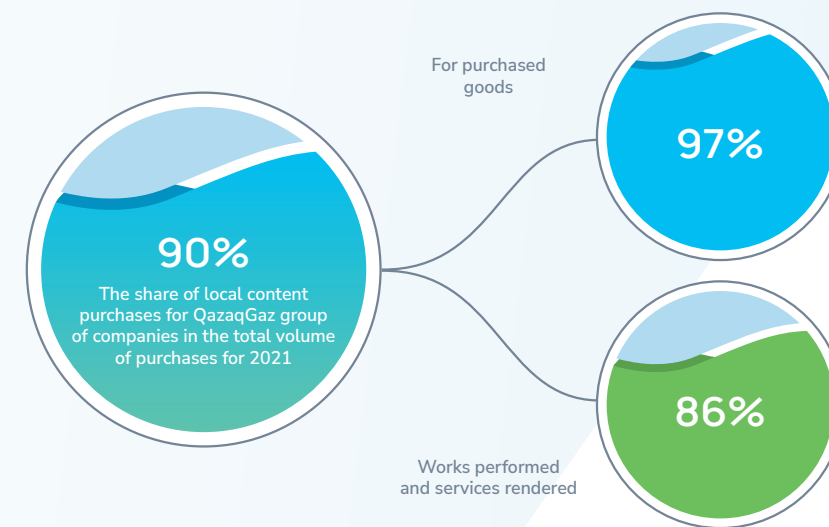 For purchased
goods
97%
90%
The share of local content
purchases for QazaqGaz group
of companies in the total volume
of purchases for 2021
86%
Works performed
and services rendered